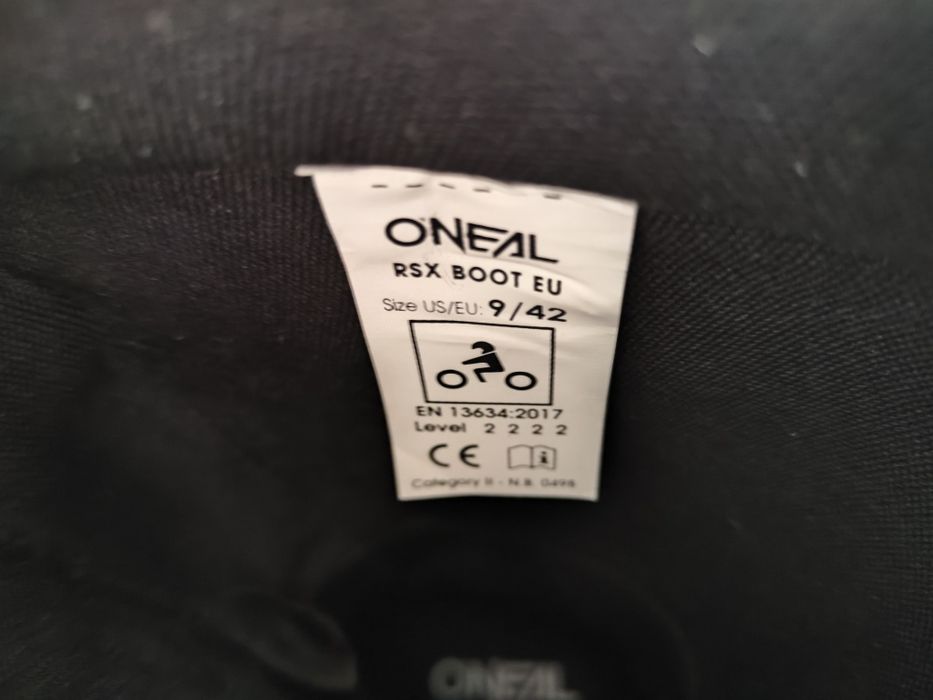 O'NEAL
RSX BOOT EU
Size US/EU: 9/42
EN 13634:2017
Level 2 2 2 2
CE
i
Category II - N.B. 0498
O'NEAL